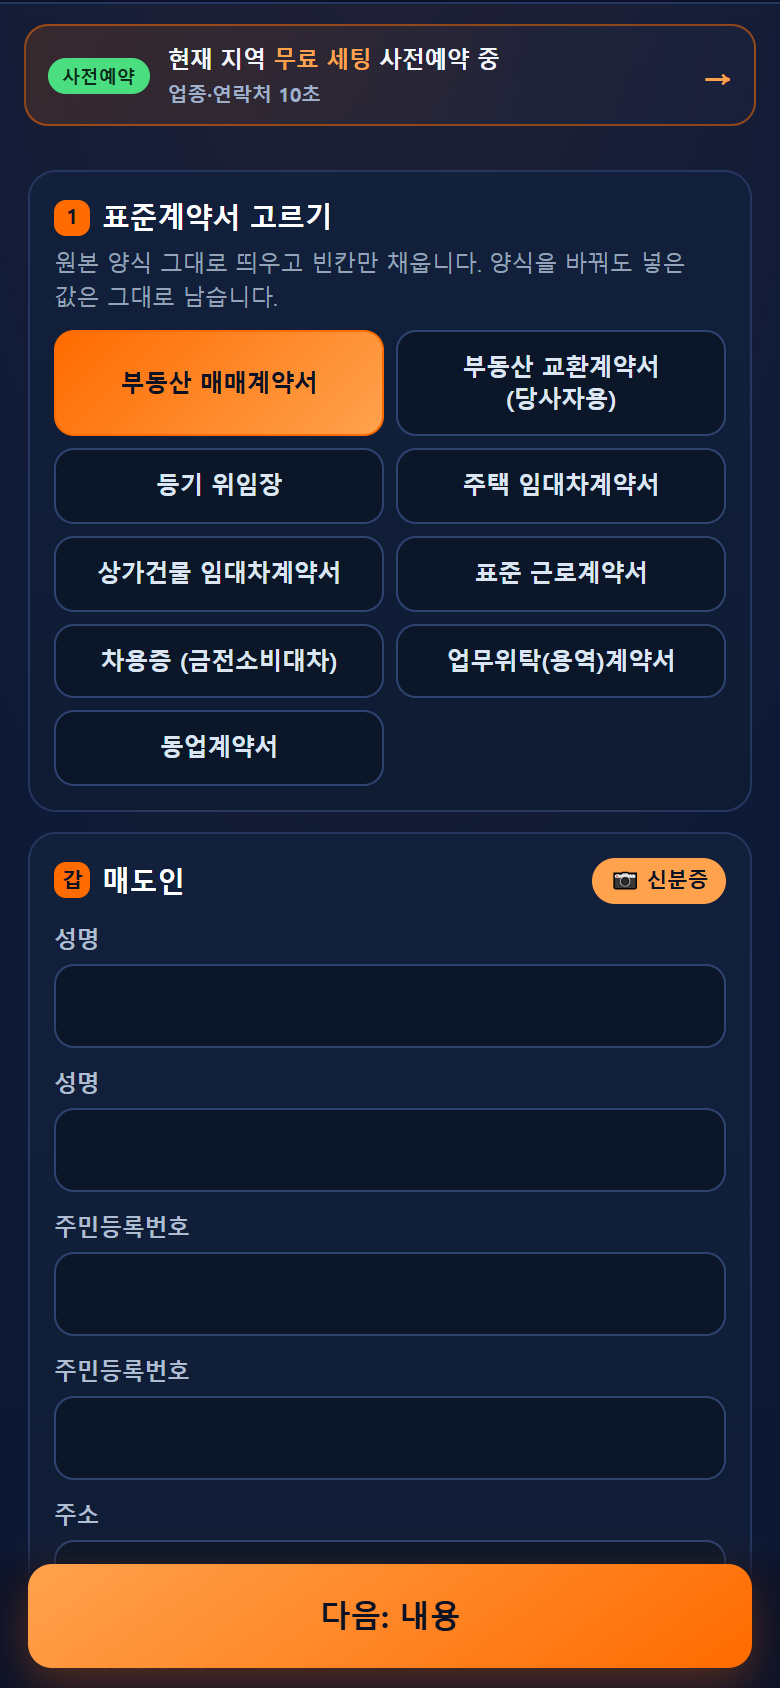 사전예약
현재 지역 무료 세팅 사전예약 중
업종·연락처 10초
→
1 표준계약서 고르기
원본 양식 그대로 띄우고 빈칸만 채웁니다. 양식을 바꿔도 넣은
값은 그대로 남습니다.
부동산 매매계약서
부동산 교환계약서
(당사자용)
등기 위임장
주택 임대차계약서
상가건물 임대차계약서
표준 근로계약서
차용증 (금전소비대차)
업무위탁(용역)계약서
동업계약서
갑 매도인
신분증
성명
성명
주민등록번호
주민등록번호
주소
다음: 내용